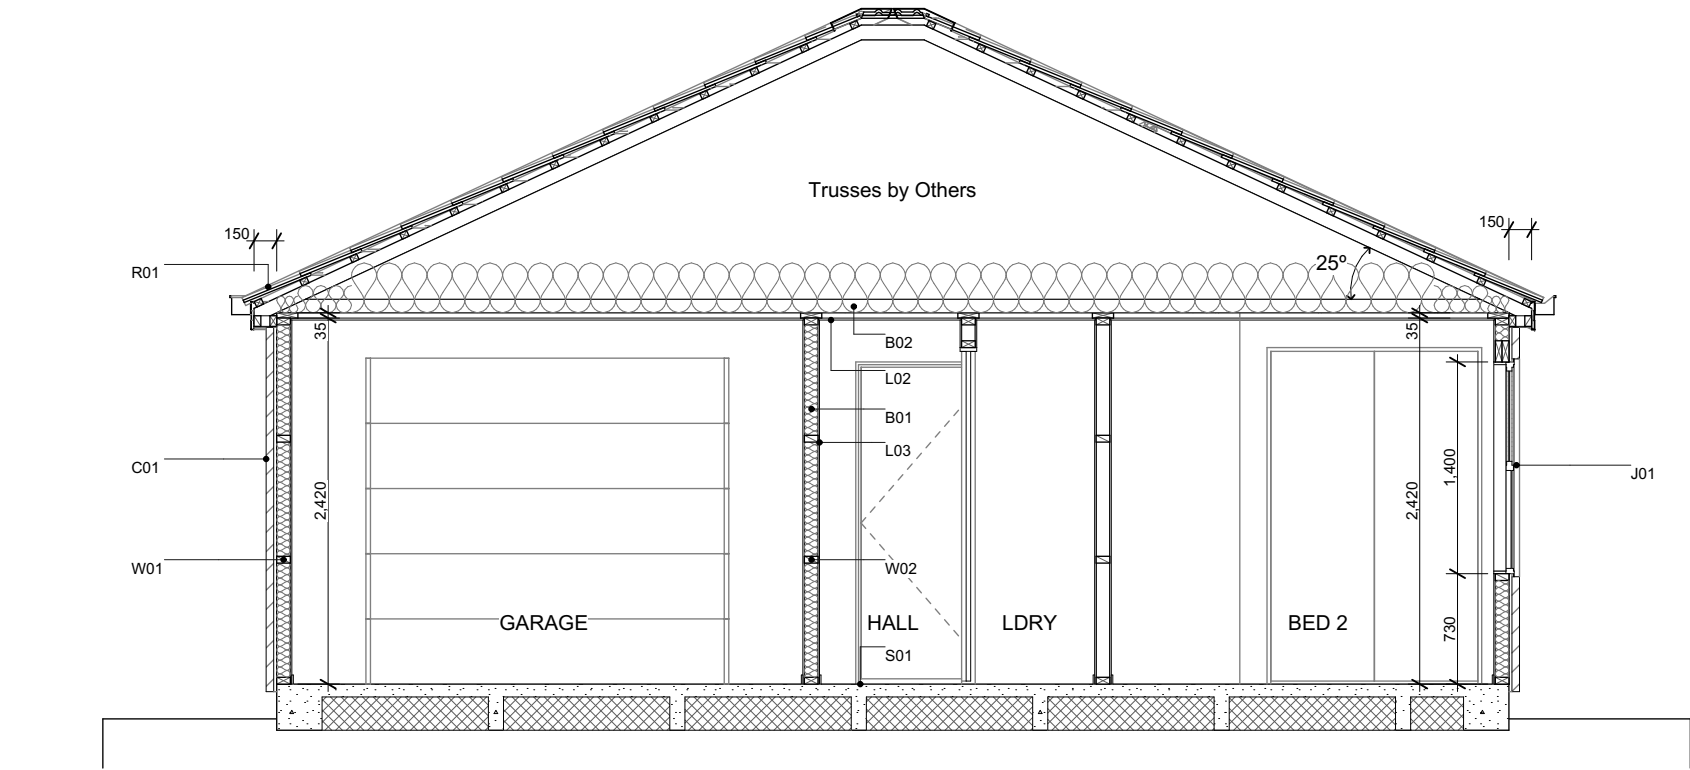 Trusses by Others
150
150
R01
25°
35
35
B02
L02
B01
L03
C01
1,400
J01
2,420
2,420
W01
W02
GARAGE
HALL
LDRY
BED 2
730
S01